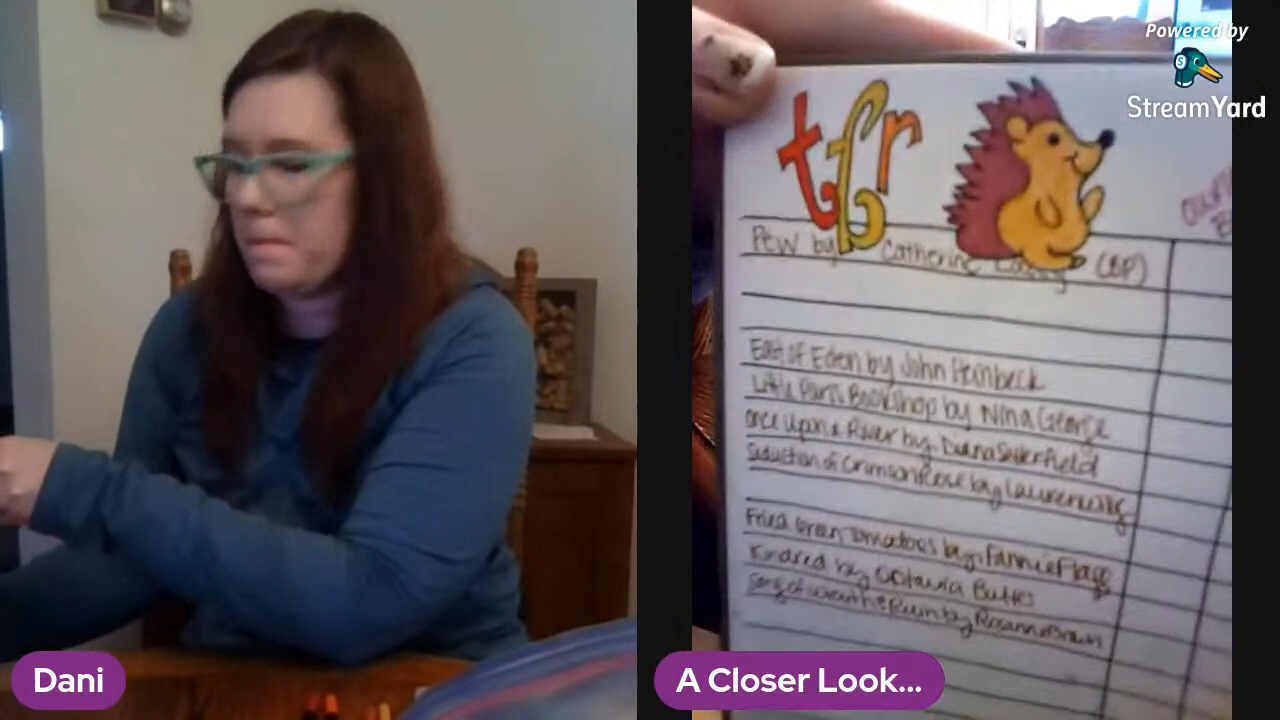 Powered by
StreamYard
tbr
Pew by Catherine Lacey (BP)
East of Eden by John Steinbeck
Little Paris Bookshop by Nina George
Once Upon a River by Diane Setterfield
Seduction of Crimson Rose by Lauren Willig
Fried Green Tomatoes by Fannie Flagg
Kindred by Octavia Butler
Song of Wraiths & Ruin by Roseanne Brown
Dani
A Closer Look...